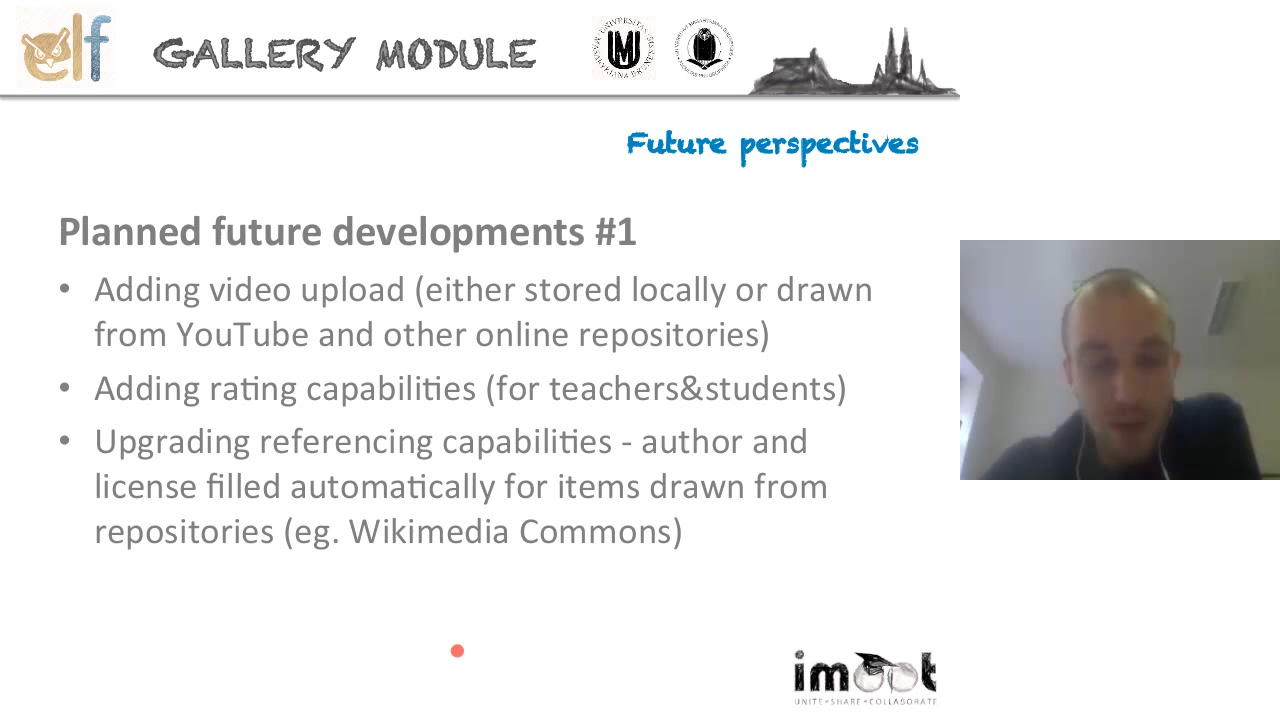 elf
GALLERY MODULE
Future perspectives
Planned future developments #1
• Adding video upload (either stored locally or drawn
from YouTube and other online repositories)
• Adding rating capabilities (for teachers&students)
• Upgrading referencing capabilities - author and
license filled automatically for items drawn from
repositories (eg. Wikimedia Commons)
imoot
UNITE•SHARE•COLLABORATE